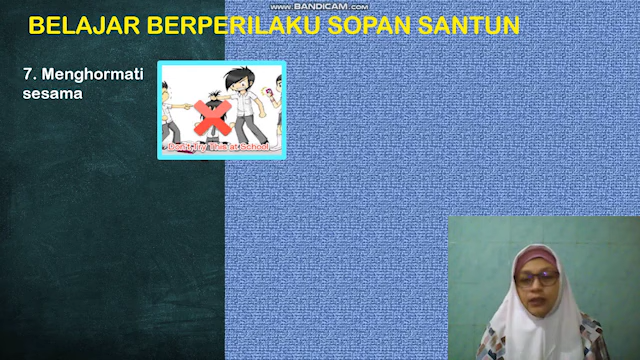 www.BANDICAM.com
BELAJAR BERPERILAKU SOPAN SANTUN
7. Menghormati
sesama
Don't Try This at School